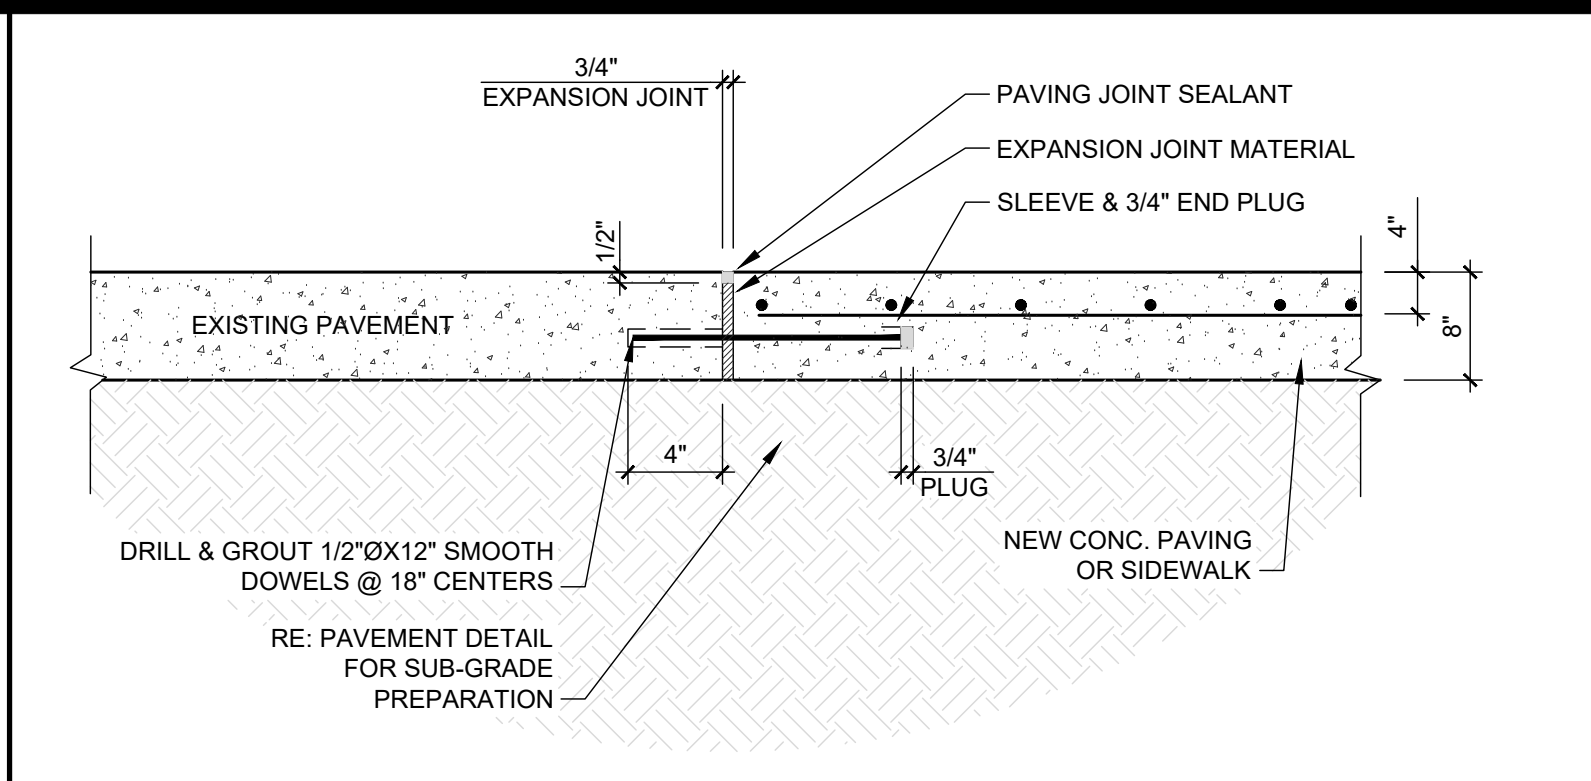 3/4"
EXPANSION JOINT
PAVING JOINT SEALANT
EXPANSION JOINT MATERIAL
SLEEVE & 3/4" END PLUG
1/2"
4"
8"
EXISTING PAVEMENT
4"
3/4"
PLUG
DRILL & GROUT 1/2"ØX12" SMOOTH
DOWELS @ 18" CENTERS
NEW CONC. PAVING
OR SIDEWALK
RE: PAVEMENT DETAIL
FOR SUB-GRADE
PREPARATION